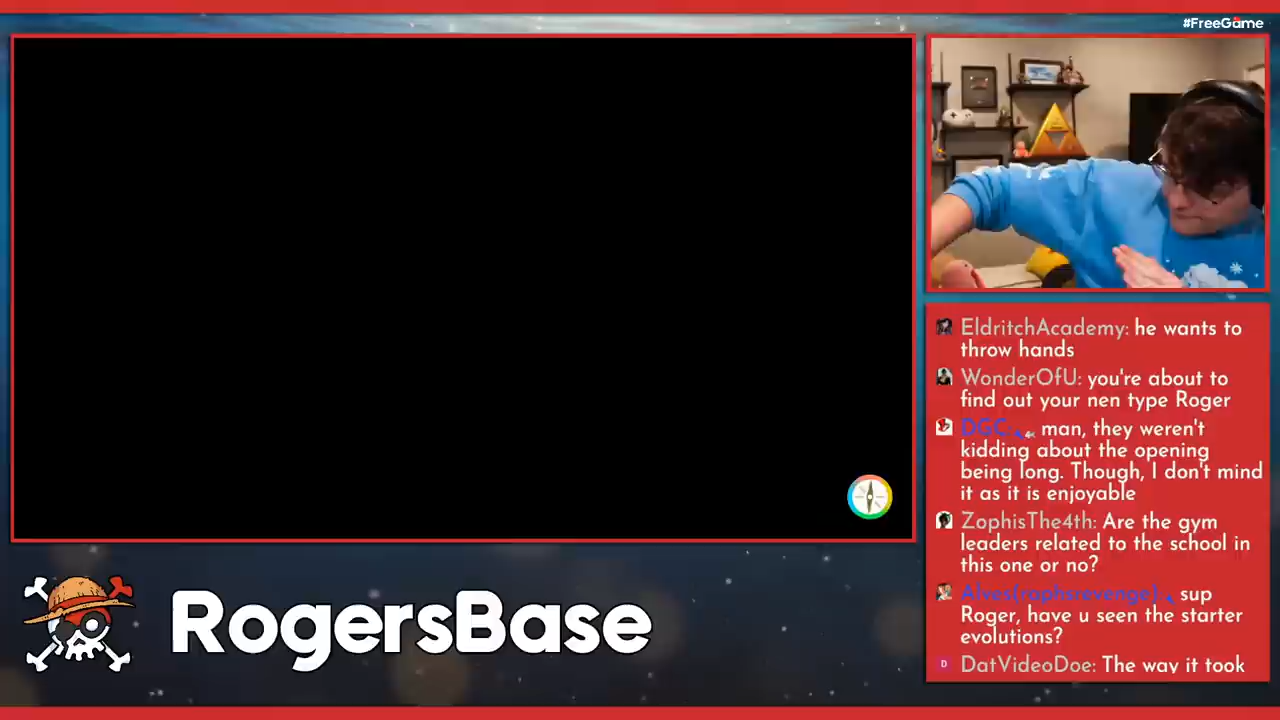 #FreeGame
EldritchAcademy: he wants to
throw hands
WonderOfU: you're about to
find out your nen type Roger
DGC: man, they weren't
kidding about the opening
being long. Though, I don't mind
it as it is enjoyable
ZophisThe4th: Are the gym
leaders related to the school in
this one or no?
Alves(raphsrevenge): sup
Roger, have u seen the starter
evolutions?
D DatVideoDoe: The way it took
RogersBase